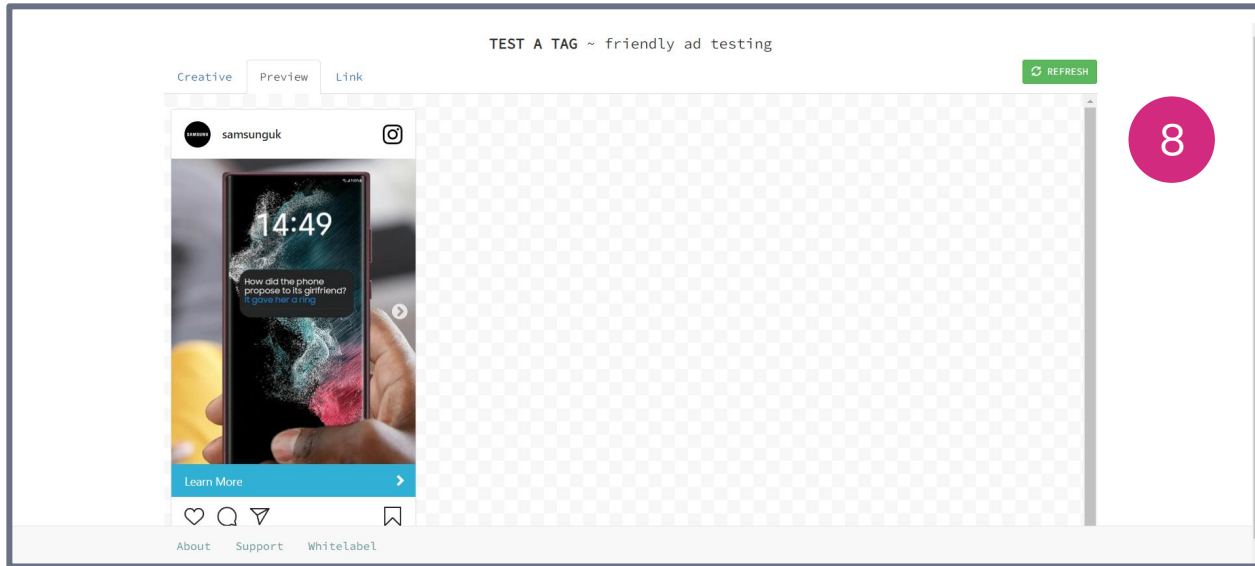 TEST A TAG ~ friendly ad testing
Creative Preview Link
REFRESH
8
SAMSUNG samsunguk
14:49
How did the phone
propose to its girlfriend?
It gave her a ring
Learn More
About Support Whitelabel